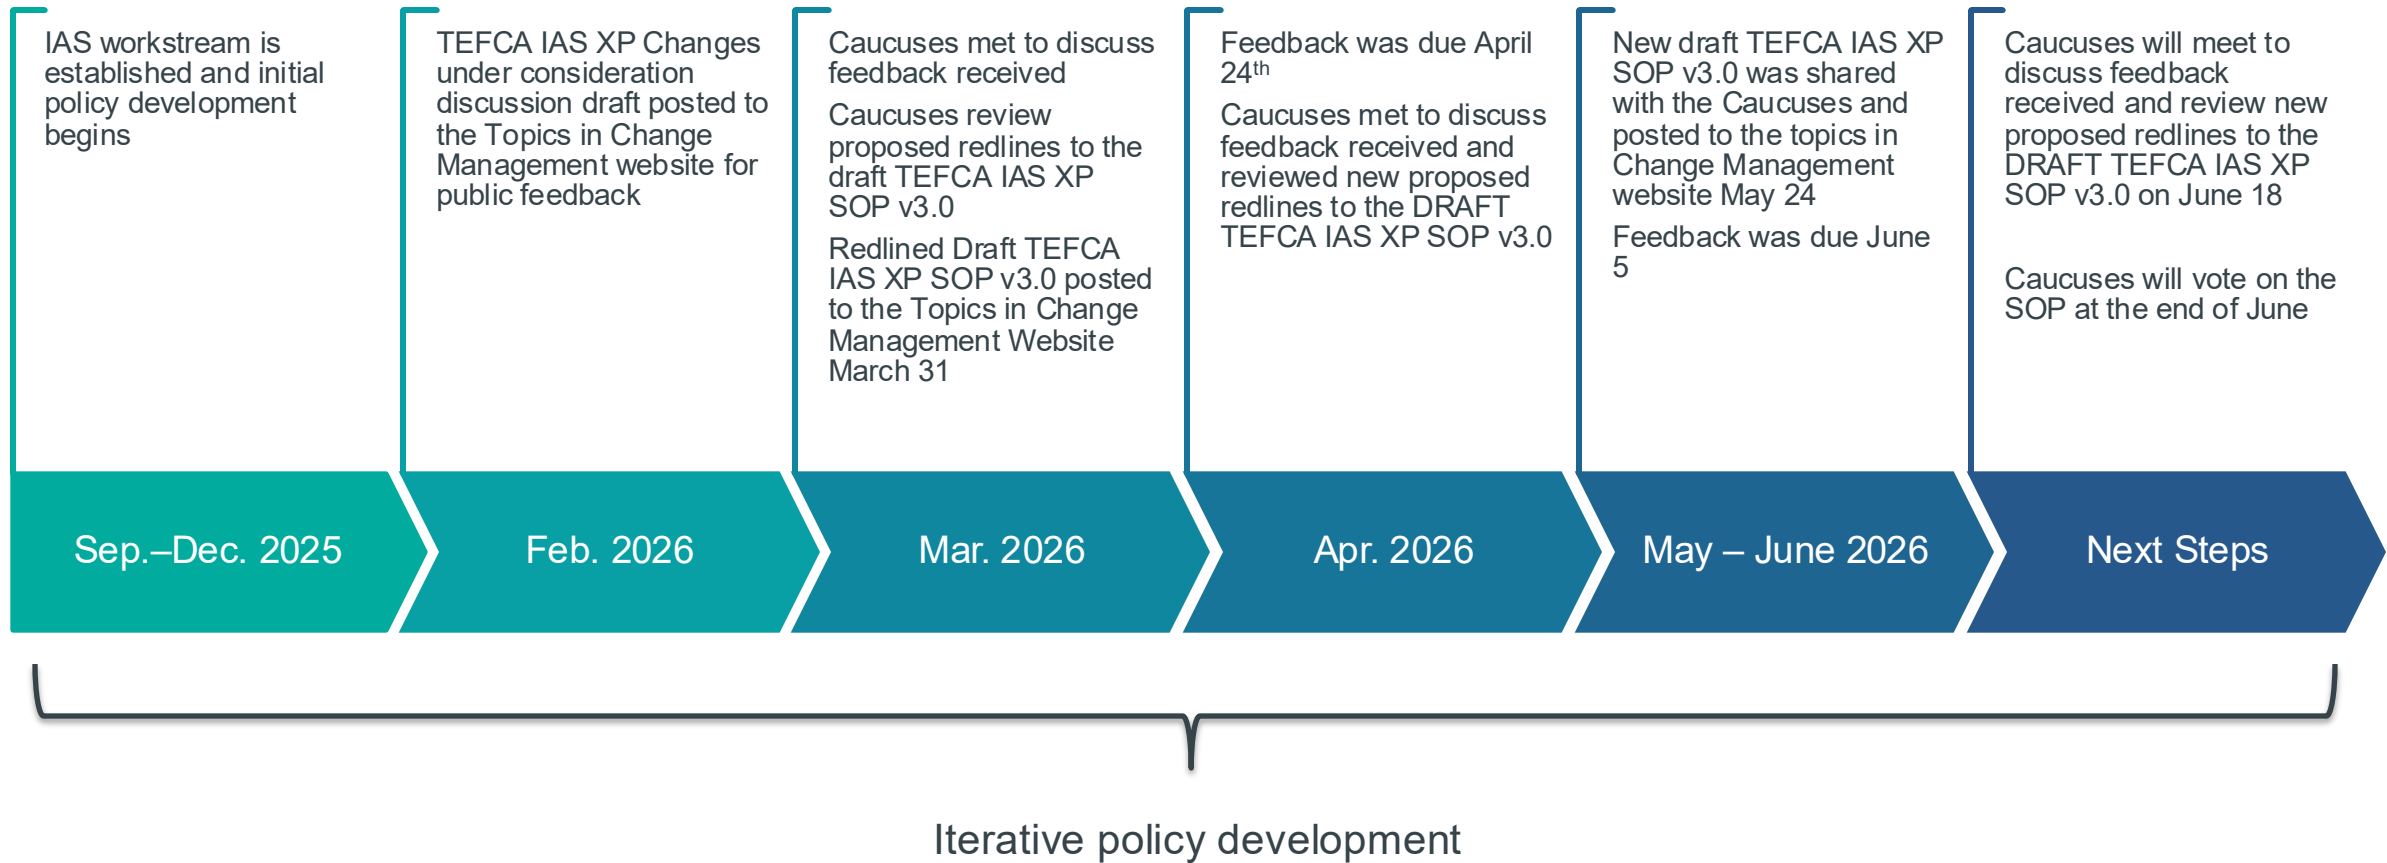 IAS workstream is
established and initial
policy development
begins
TEFCA IAS XP Changes
under consideration
discussion draft posted to
the Topics in Change
Management website for
public feedback
Caucuses met to discuss
feedback received
Caucuses review
proposed redlines to the
draft TEFCA IAS XP
SOP v3.0
Redlined Draft TEFCA
IAS XP SOP v3.0 posted
to the Topics in Change
Management Website
March 31
Feedback was due April
24th
Caucuses met to discuss
feedback received and
reviewed new proposed
redlines to the DRAFT
TEFCA IAS XP SOP v3.0
New draft TEFCA IAS XP
SOP v3.0 was shared
with the Caucuses and
posted to the topics in
Change Management
website May 24
Feedback was due June
5
Caucuses will meet to
discuss feedback
received and review new
proposed redlines to the
DRAFT TEFCA IAS XP
SOP v3.0 on June 18
Caucuses will vote on the
SOP at the end of June
Sep.–Dec. 2025
Feb. 2026
Mar. 2026
Apr. 2026
May – June 2026
Next Steps
Iterative policy development